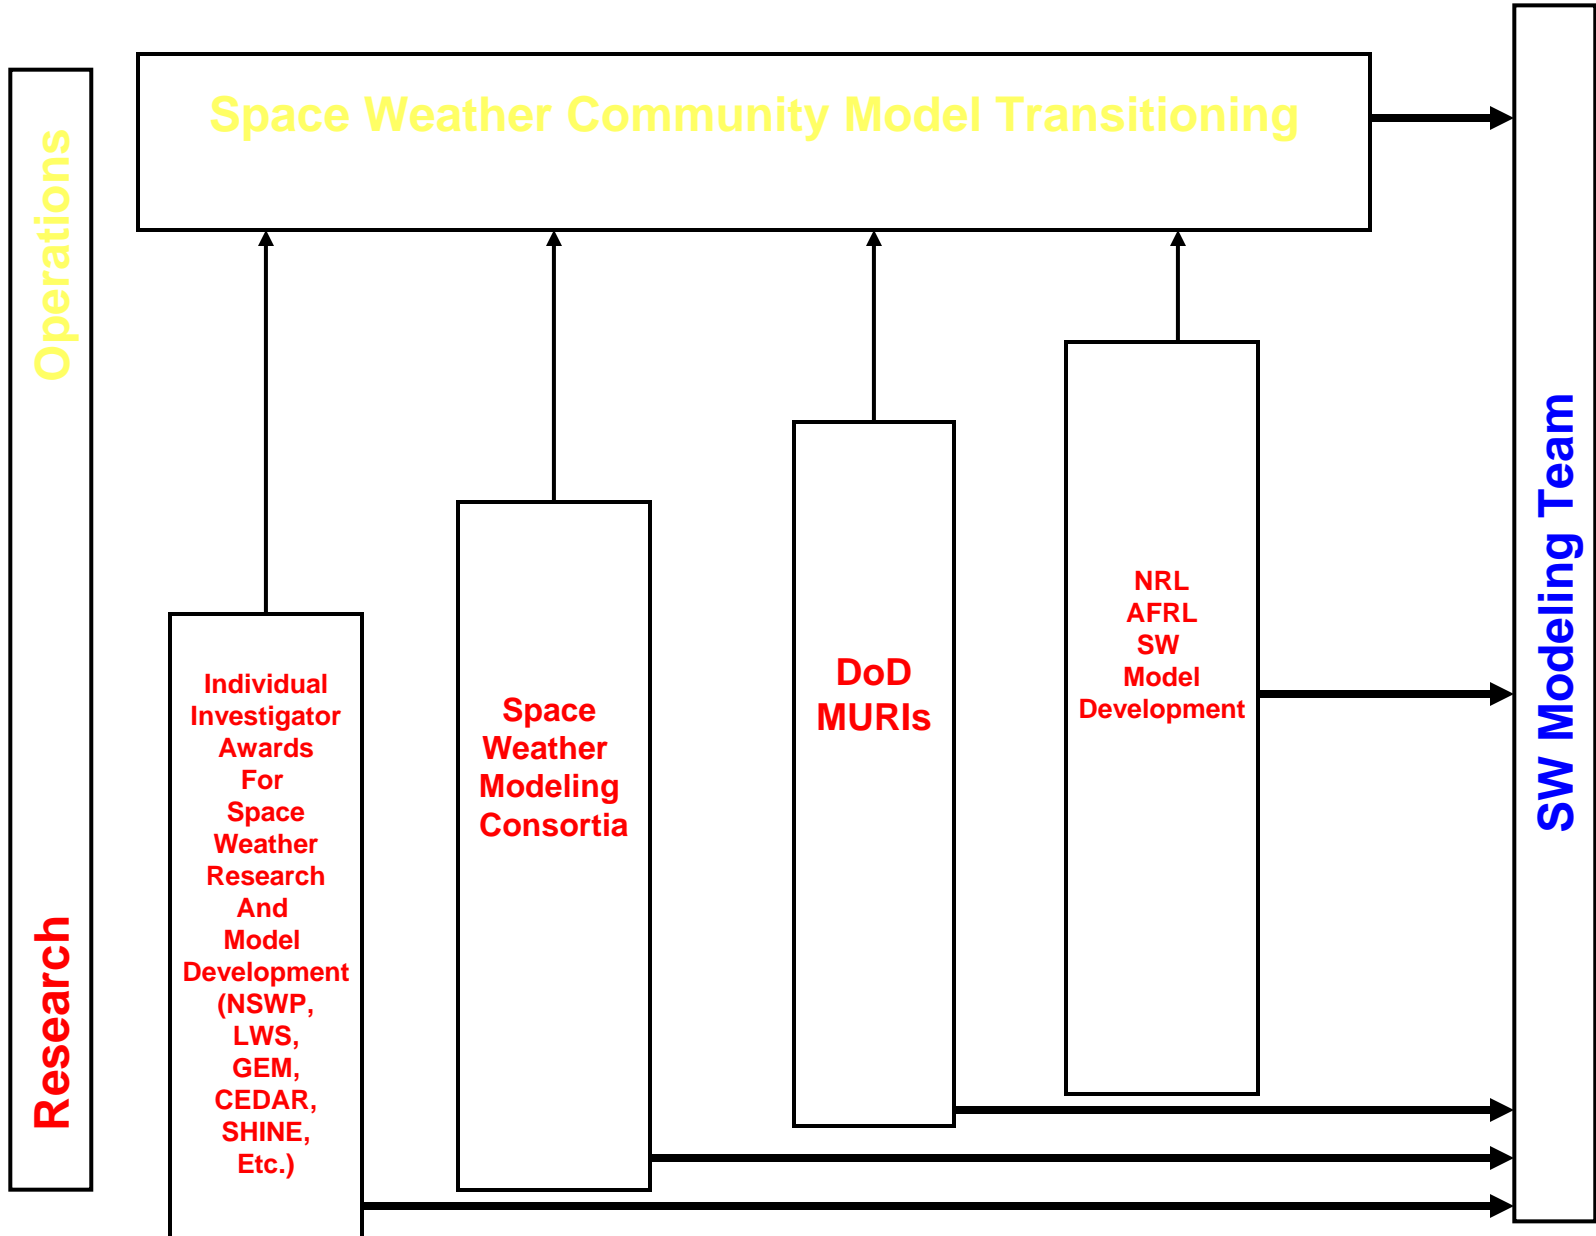 Space Weather Community Model Transitioning
Operations
Research
Individual
Investigator
Awards
For
Space
Weather
Research
And
Model
Development
(NSWP,
LWS,
GEM,
CEDAR,
SHINE,
Etc.)
Space
Weather
Modeling
Consortia
DoD
MURIs
NRL
AFRL
SW
Model
Development
SW Modeling Team